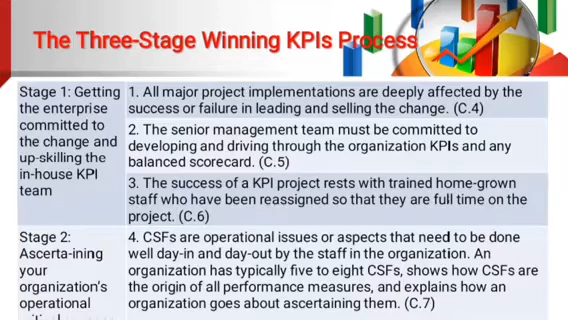 The Three-Stage Winning KPIs Process
Stage 1: Getting
the enterprise
committed to
the change and
up-skilling the
in-house KPI
team
1. All major project implementations are deeply affected by the
success or failure in leading and selling the change. (C.4)
2. The senior management team must be committed to
developing and driving through the organization KPIs and any
balanced scorecard. (C.5)
3. The success of a KPI project rests with trained home-grown
staff who have been reassigned so that they are full time on the
project. (C.6)
Stage 2:
Ascerta-ining
your
organization's
operational
4. CSFs are operational issues or aspects that need to be done
well day-in and day-out by the staff in the organization. An
organization has typically five to eight CSFs, shows how CSFs are
the origin of all performance measures, and explains how an
organization goes about ascertaining them. (C.7)